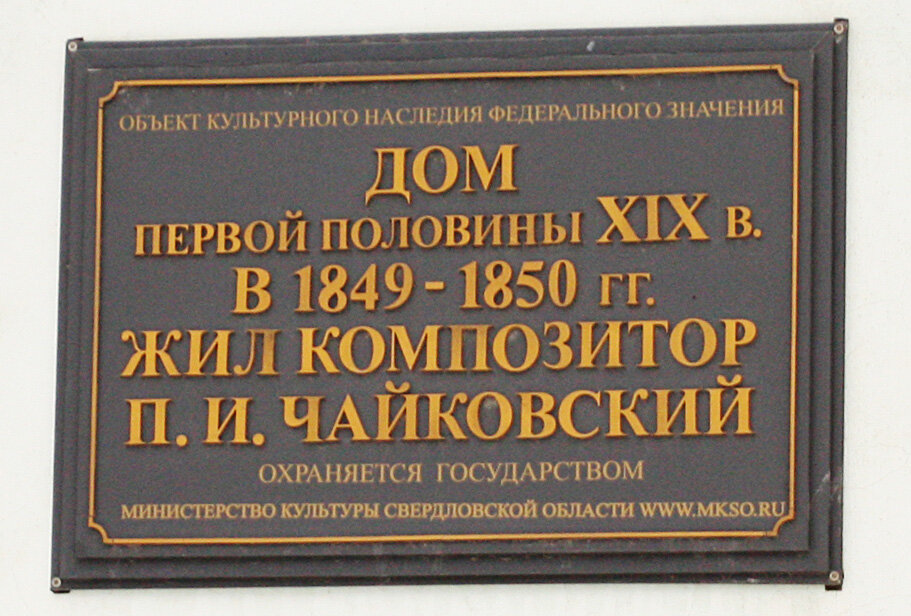 ОБЪЕКТ КУЛЬТУРНОГО НАСЛЕДИЯ ФЕДЕРАЛЬНОГО ЗНАЧЕНИЯ
ДОМ
ПЕРВОЙ ПОЛОВИНЫ XIX В.
В 1849 - 1850 ГГ.
ЖИЛ КОМПОЗИТОР
П. И. ЧАЙКОВСКИЙ
ОХРАНЯЕТСЯ ГОСУДАРСТВОМ
МИНИСТЕРСТВО КУЛЬТУРЫ СВЕРДЛОВСКОЙ ОБЛАСТИ WWW.MKSO.RU